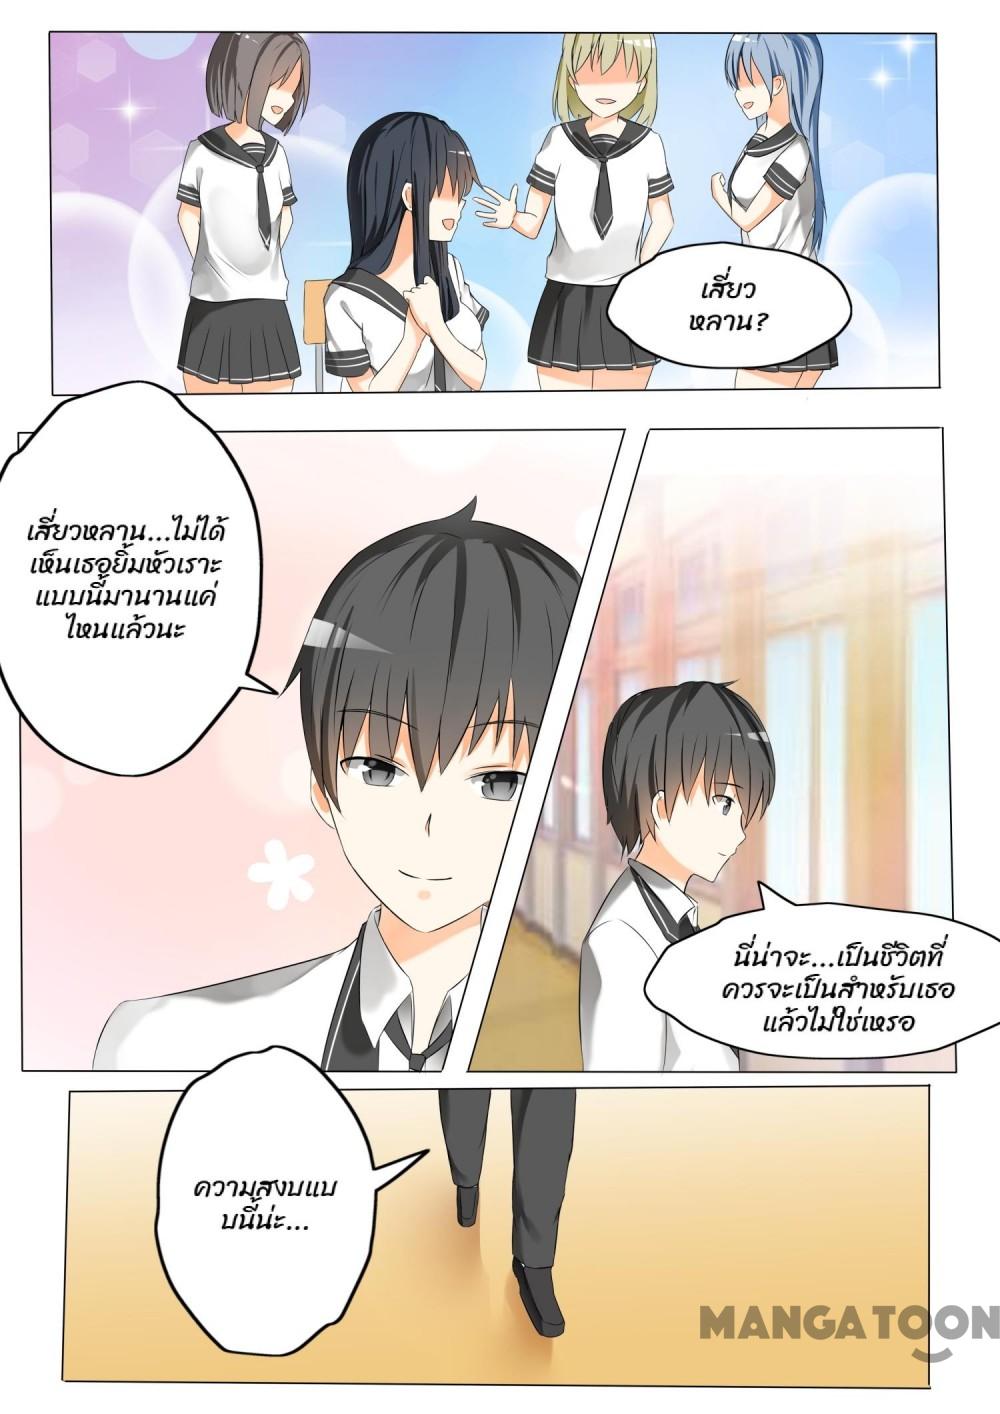 เสี่ยว
หลาน?
เสี่ยวหลาน...ไม่ได้
เห็นเธอยิ้มหัวเราะ
แบบนี้มานานแค่
ไหนแล้วนะ
นี่น่าจะ...เป็นชีวิตที่
ควรจะเป็นสำหรับเธอ
แล้วไม่ใช่เหรอ
ความสงบแบ
บนี้น่ะ...
MANGATOON